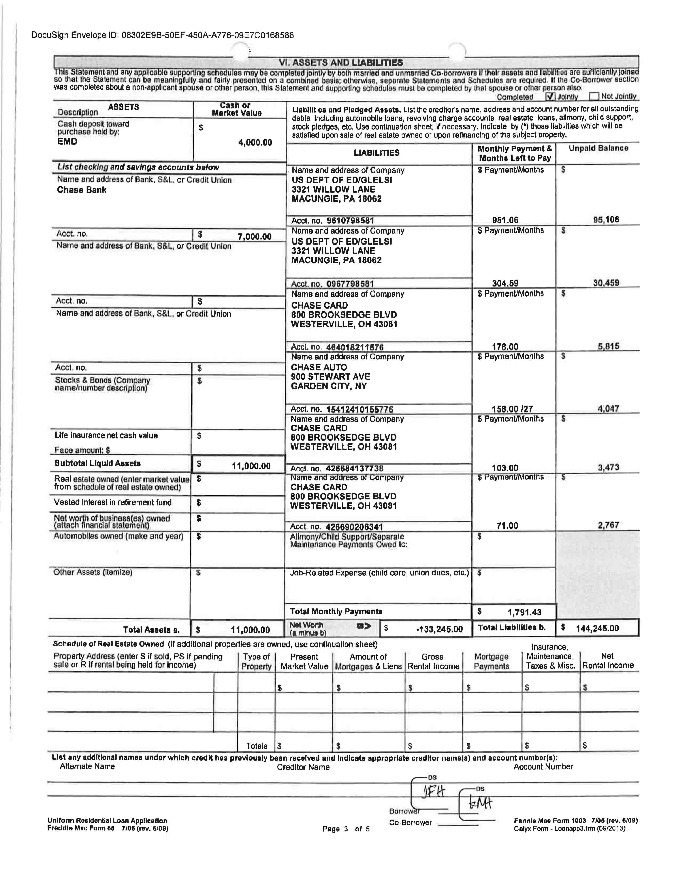 DocuSign Envelope ID: 08302E9B-50EF-450A-A776-09E7C0168586
VI. ASSETS AND LIABILITIES
This Statement and any applicable supporting schedules may be completed jointly by both married and unmarried Co-borrowers if their assets and liabilities are sufficiently joined
so that the Statement can be meaningfully and fairly presented on a combined basis; otherwise, separate Statements and Schedules are required. If the Co-Borrower section
was completed about a non-applicant spouse or other person, this Statement and supporting schedules must be completed by that spouse or other person also.
Completed Jointly Not Jointly
ASSETS
Description
Cash or
Market Value
Cash deposit toward
purchase held by:
EMD
$
4,000.00
List checking and savings accounts below
Name and address of Bank, S&L, or Credit Union
Chase Bank
Acct. no. $ 7,000.00
Name and address of Bank, S&L, or Credit Union
Acct. no. $
Name and address of Bank, S&L, or Credit Union
Acct. no. $
Stocks & Bonds (Company
name/number description)
$
Life insurance net cash value
Face amount: $
$
Subtotal Liquid Assets $ 11,000.00
Real estate owned (enter market value
from schedule of real estate owned)
$
Vested interest in retirement fund $
Net worth of business(es) owned
(attach financial statement)
$
Automobiles owned (make and year) $
Other Assets (itemize) $
Total Assets a. $ 11,000.00
Liabilities and Pledged Assets. List the creditor's name, address and account number for all outstanding
debts, including automobile loans, revolving charge accounts, real estate loans, alimony, child support,
stock pledges, etc. Use continuation sheet, if necessary. Indicate by (*) those liabilities which will be
satisfied upon sale of real estate owned or upon refinancing of the subject property.
LIABILITIES
Monthly Payment &
Months Left to Pay
Unpaid Balance
Name and address of Company $ Payment/Months $
US DEPT OF ED/GLELSI
3321 WILLOW LANE
MACUNGIE, PA 18062
Acct. no. 9610798581 951.06 95,106
Name and address of Company $ Payment/Months $
US DEPT OF ED/GLELSI
3321 WILLOW LANE
MACUNGIE, PA 18062
Acct. no. 0967798581 304.59 30,459
Name and address of Company $ Payment/Months $
CHASE CARD
800 BROOKSEDGE BLVD
WESTERVILLE, OH 43081
Acct. no. 464018211576 176.00 5,815
Name and address of Company $ Payment/Months $
CHASE AUTO
900 STEWART AVE
GARDEN CITY, NY
Acct. no. 15412410155776 158.00 /27 4,047
Name and address of Company $ Payment/Months $
CHASE CARD
800 BROOKSEDGE BLVD
WESTERVILLE, OH 43081
Acct. no. 426684137738 103.00 3,473
Name and address of Company $ Payment/Months $
CHASE CARD
800 BROOKSEDGE BLVD
WESTERVILLE, OH 43081
Acct. no. 426690206341 71.00 2,767
Alimony/Child Support/Separate
Maintenance Payments Owed to:
$
Job-Related Expense (child care, union dues, etc.) $
Total Monthly Payments $ 1,791.43
Net Worth
(a minus b)
=> $ -133,245.00
Total Liabilities b. $ 144,245.00
Schedule of Real Estate Owned (If additional properties are owned, use continuation sheet)
Property Address (enter S if sold, PS if pending
sale or R if rental being held for income)
Type of
Property
Present
Market Value
Amount of
Mortgages & Liens
Gross
Rental Income
Mortgage
Payments
Insurance,
Maintenance,
Taxes & Misc.
Net
Rental Income
$ $ $ $ $ $
Totals $ $ $ $ $ $
List any additional names under which credit has previously been received and indicate appropriate creditor name(s) and account number(s):
Alternate Name Creditor Name Account Number
DS
DS
Borrower
Co-Borrower
Uniform Residential Loan Application
Freddie Mac Form 65 7/05 (rev. 6/09)
Page 3 of 5
Fannie Mae Form 1003 7/05 (rev. 6/09)
Calyx Form - Loanapp3.frm (09/2013)